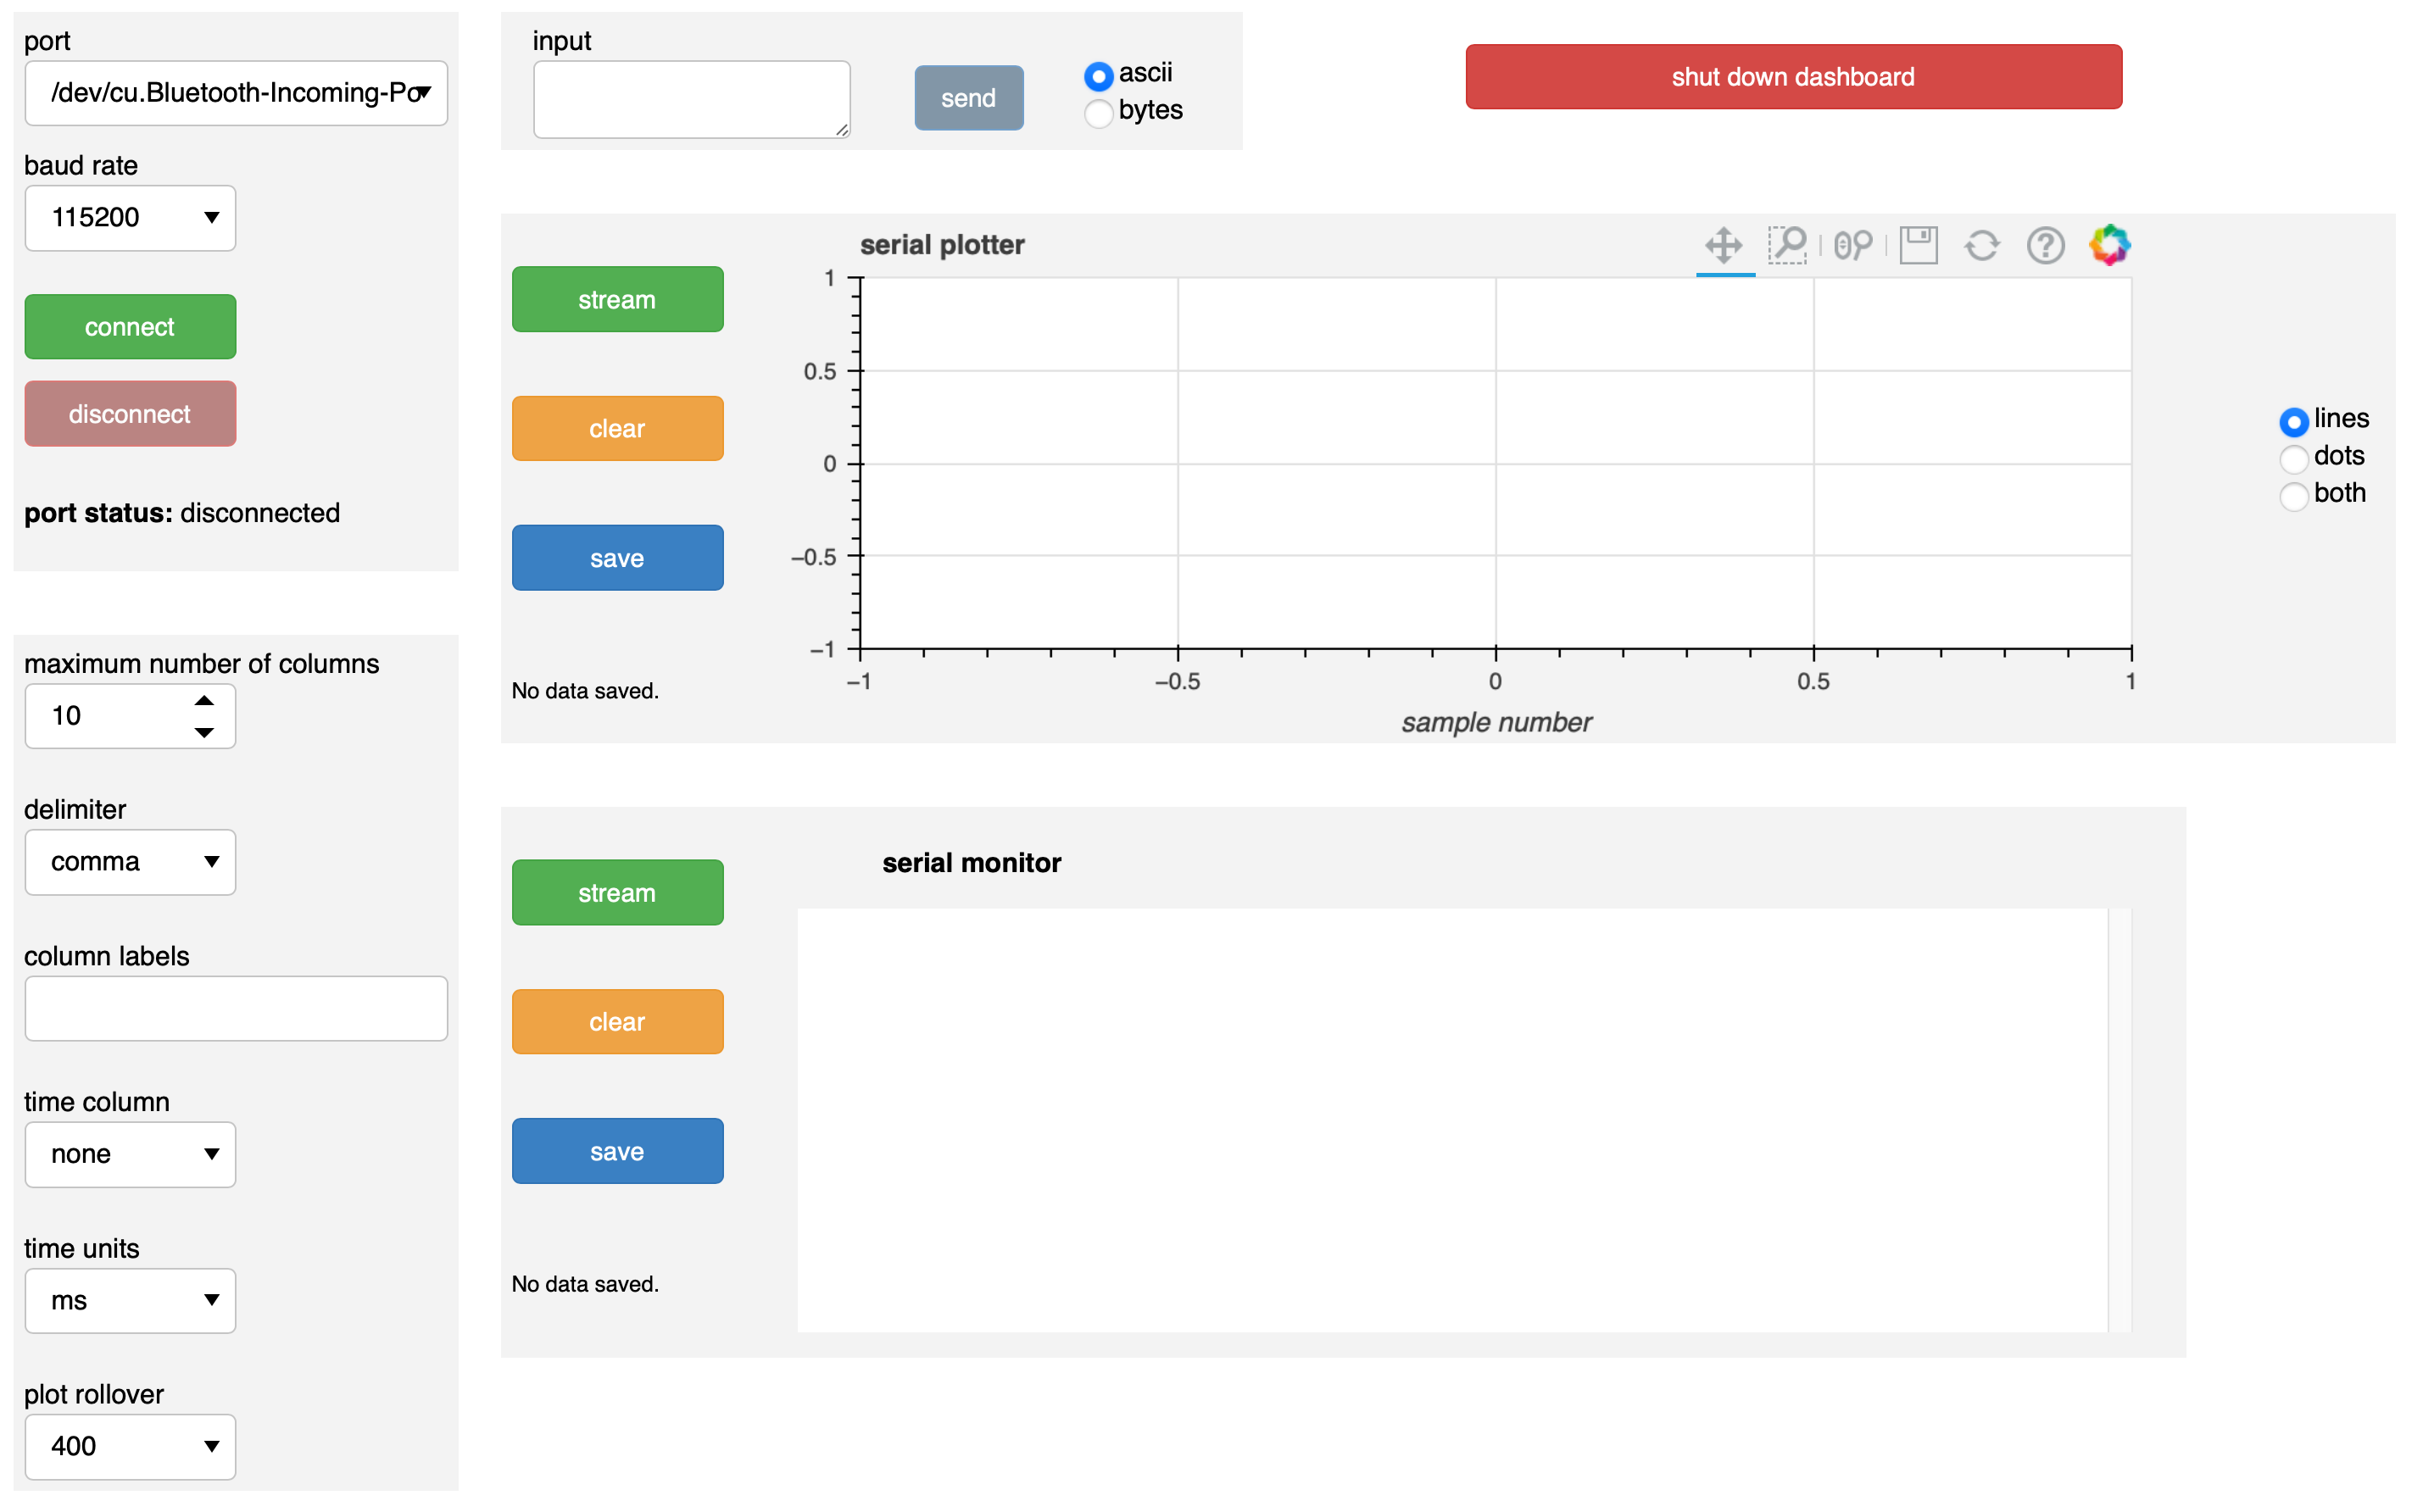 port
/dev/cu.Bluetooth-Incoming-Po
baud rate
115200
connect
disconnect
port status: disconnected
maximum number of columns
10
delimiter
comma
column labels
time column
none
time units
ms
plot rollover
400
input
send
ascii
bytes
shut down dashboard
stream
clear
save
No data saved.
serial plotter
1
0.5
0
−0.5
−1
−1
−0.5
0
0.5
1
sample number
lines
dots
both
stream
clear
save
No data saved.
serial monitor